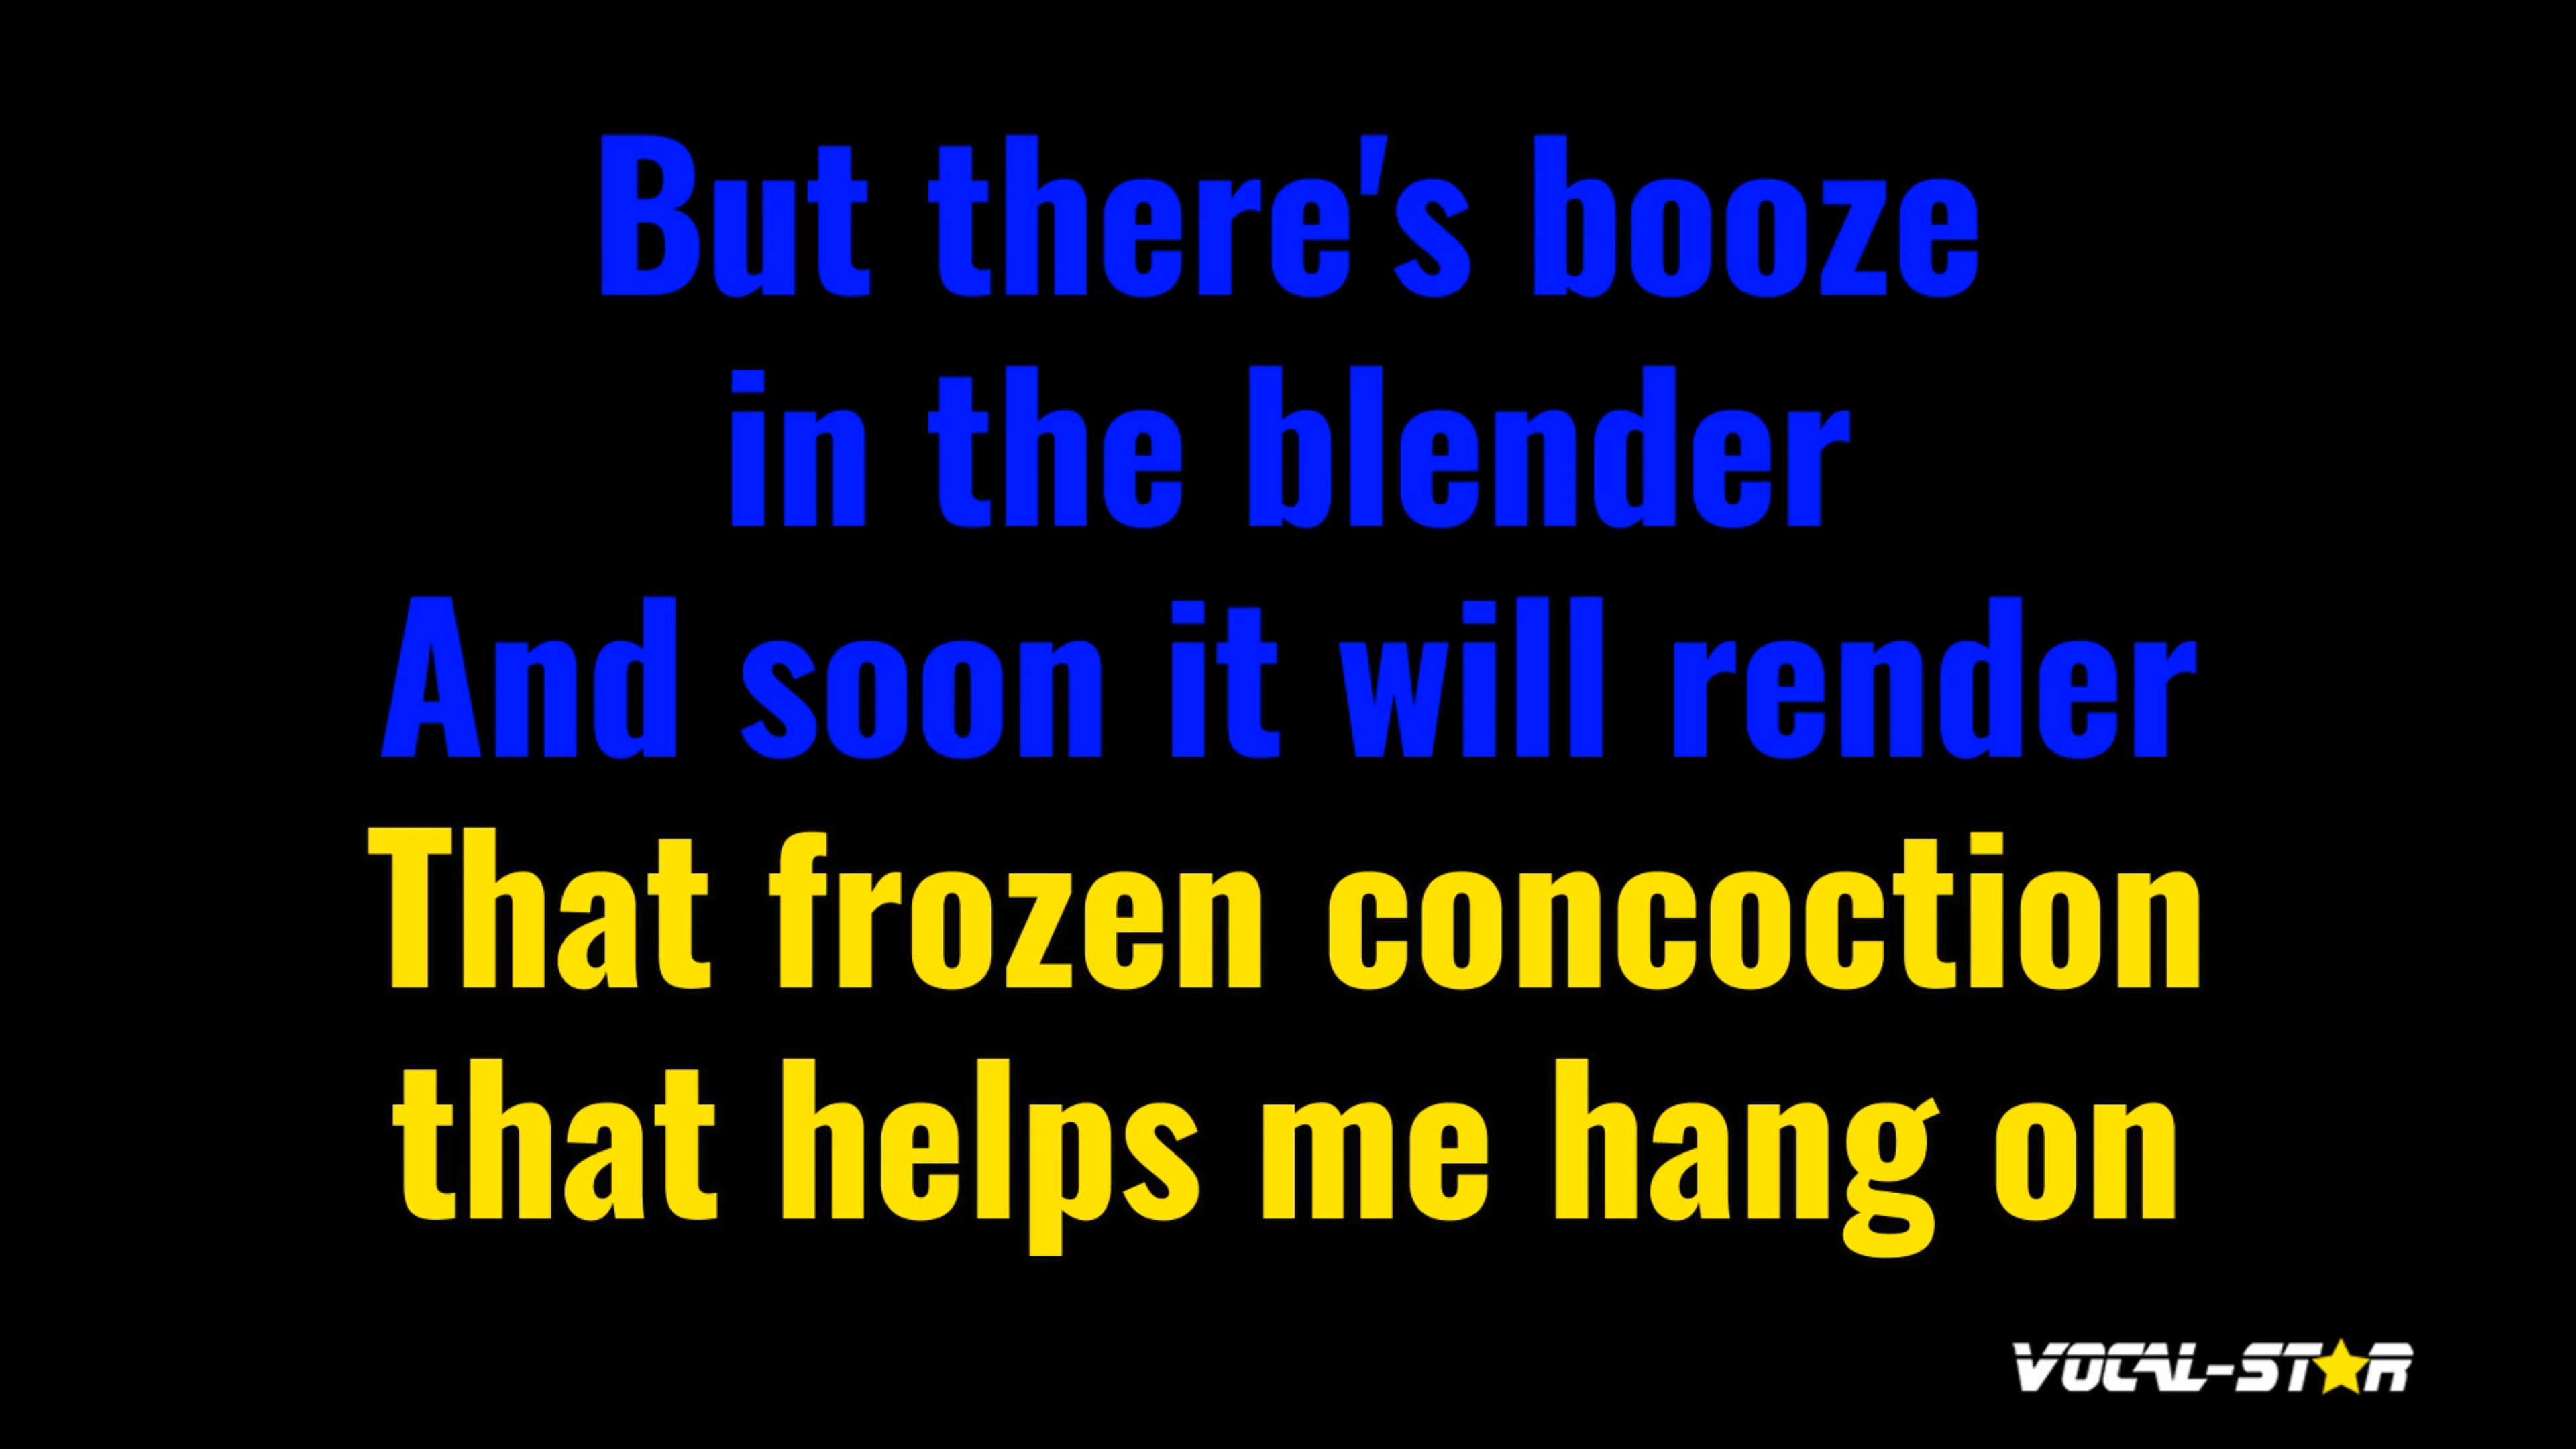 But there's booze
in the blender
And soon it will render
That frozen concoction
that helps me hang on
VOCAL-STAR